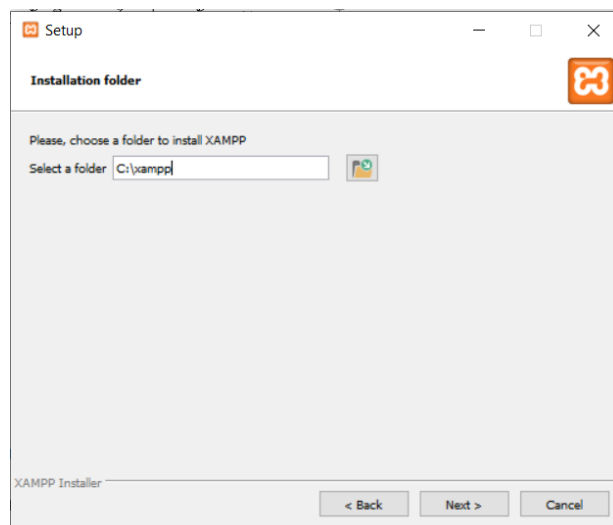 Setup
Installation folder
Please, choose a folder to install XAMPP
Select a folder C:\xampp
XAMPP Installer
< Back Next > Cancel